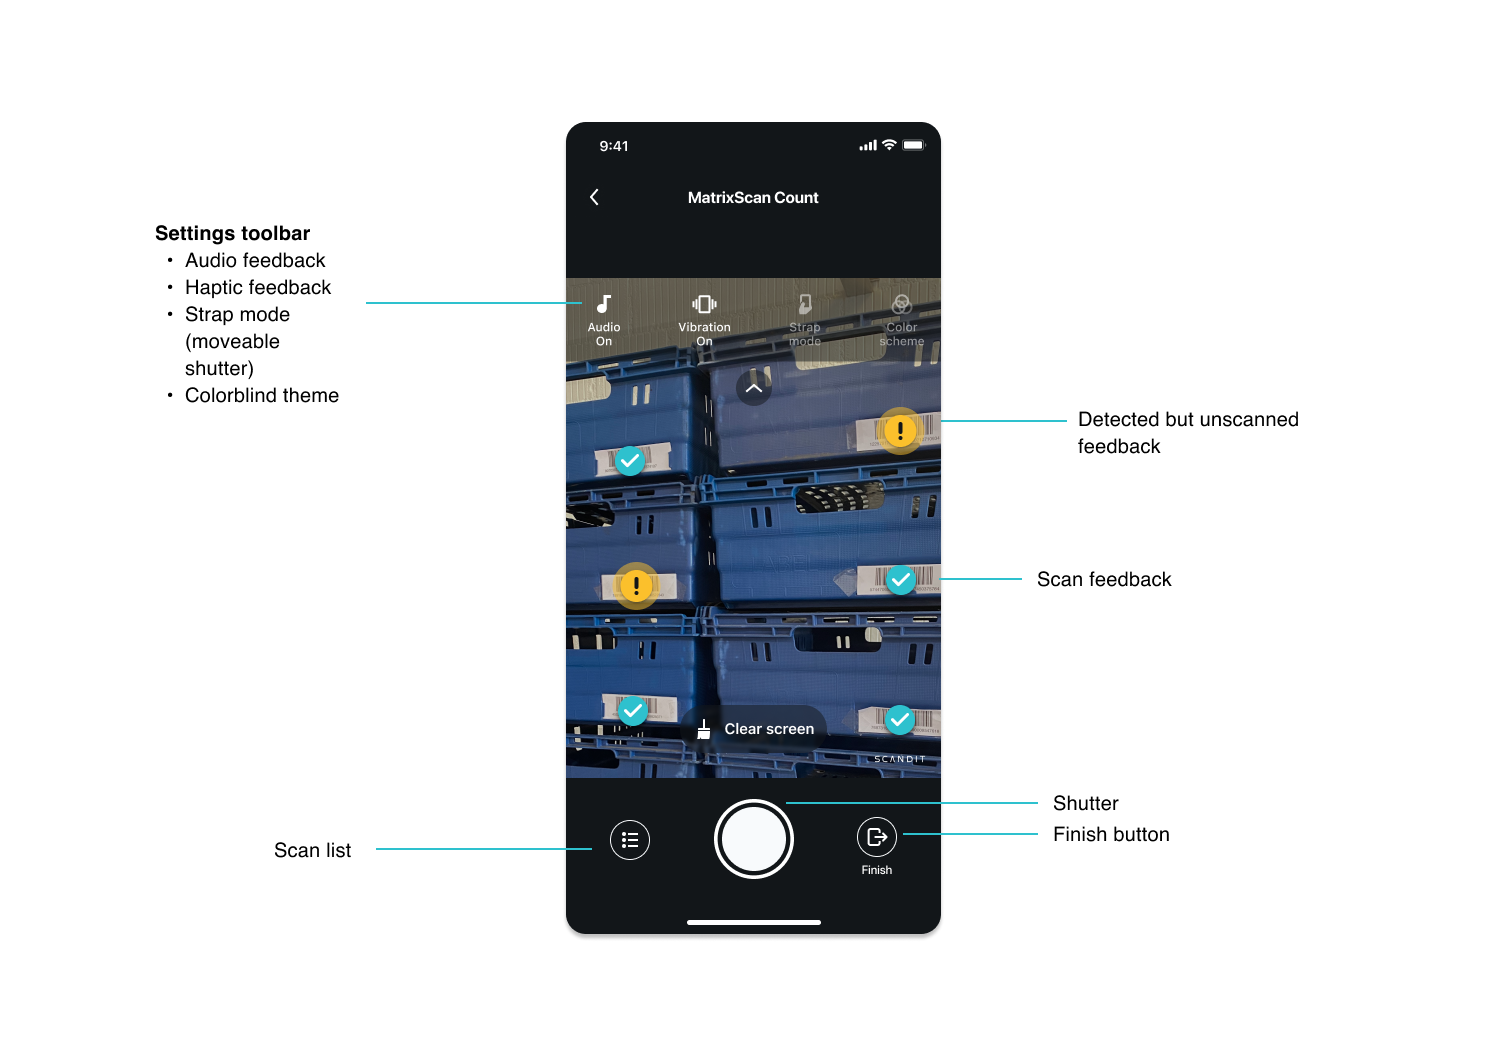 9:41
MatrixScan Count
Settings toolbar
• Audio feedback
• Haptic feedback
• Strap mode
(moveable
shutter)
• Colorblind theme
Audio
On
Vibration
On
Strap
mode
Color
scheme
Detected but unscanned
feedback
Scan feedback
Clear screen
SCANDIT
Shutter
Finish button
Scan list
Finish